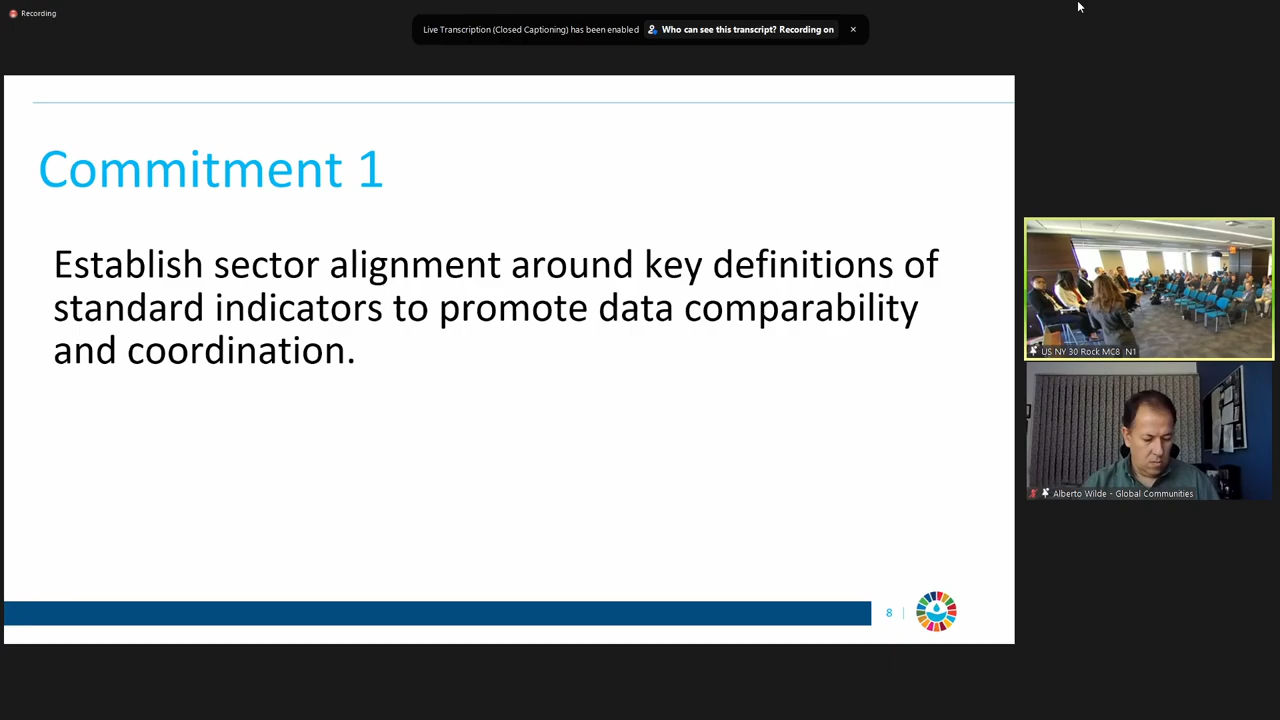 Recording
Live Transcription (Closed Captioning) has been enabled Who can see this transcript? Recording on
Commitment 1
Establish sector alignment around key definitions of
standard indicators to promote data comparability
and coordination.
8
US NY 30 Rock MC8 N1
Alberto Wilde - Global Communities